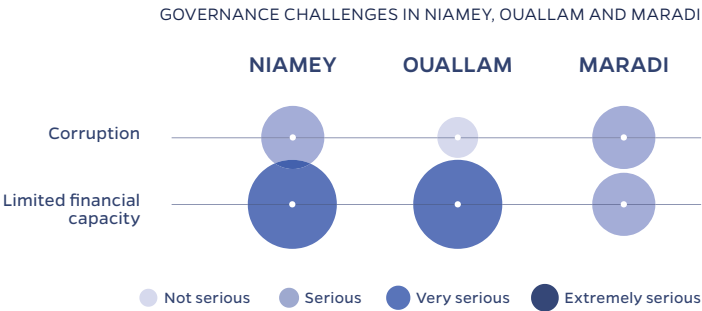 GOVERNANCE CHALLENGES IN NIAMEY, OUALLAM AND MARADI
NIAMEY OUALLAM MARADI
Corruption
Limited financial
capacity
Not serious Serious Very serious Extremely serious